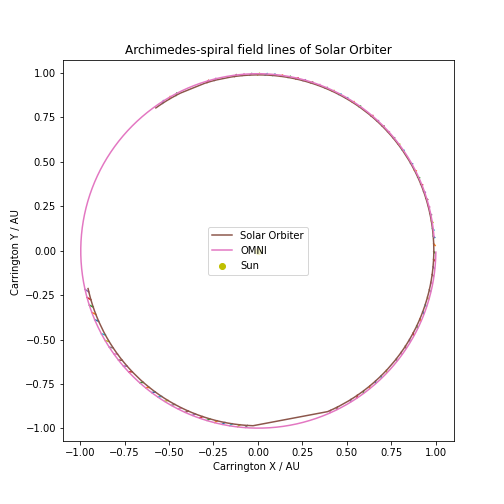 Archimedes-spiral field lines of Solar Orbiter
1.00
0.75
0.50
0.25
0.00
−0.25
−0.50
−0.75
−1.00
Carrington Y / AU
Solar Orbiter
OMNI
Sun
−1.00 −0.75 −0.50 −0.25 0.00 0.25 0.50 0.75 1.00
Carrington X / AU